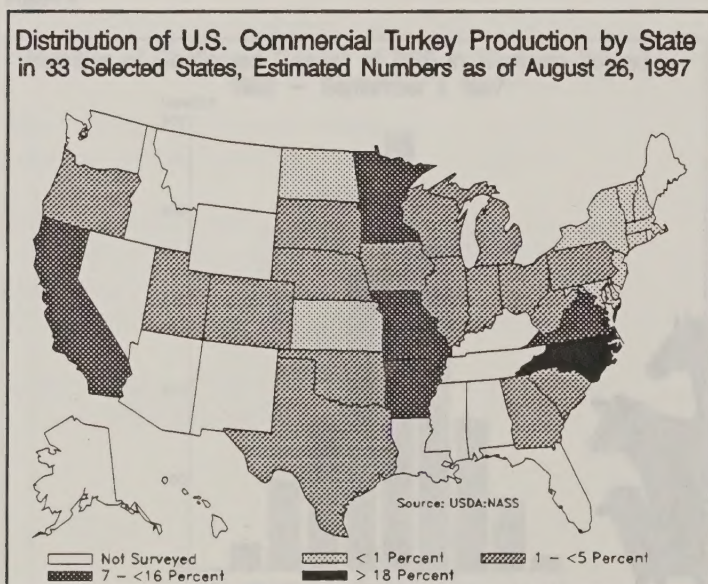 Distribution of U.S. Commercial Turkey Production by State
in 33 Selected States, Estimated Numbers as of August 26, 1997
Source: USDA:NASS
Not Surveyed
< 1 Percent
1 - <5 Percent
7 - <16 Percent
> 18 Percent